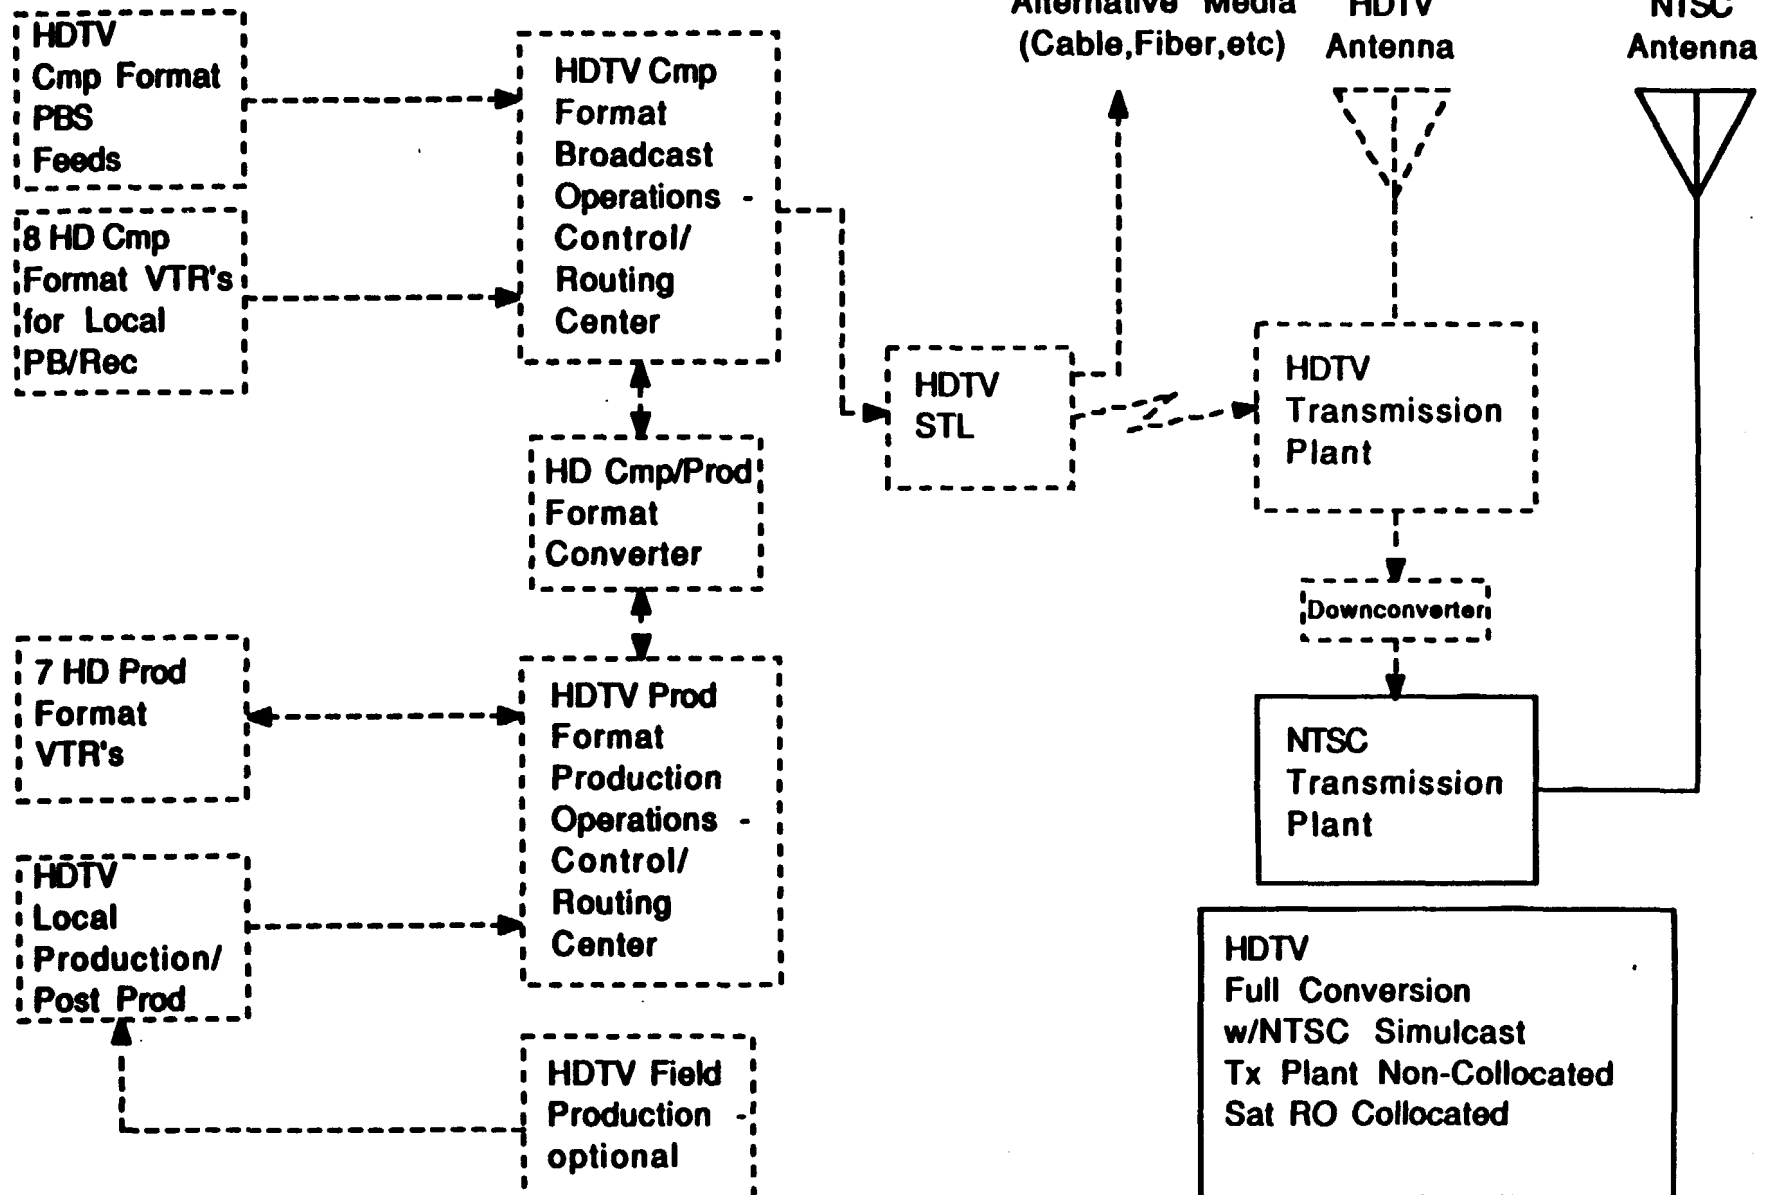 HDTV
Cmp Format
PBS
Feeds
8 HD Cmp
Format VTR's
for Local
PB/Rec
HDTV Cmp
Format
Broadcast
Operations -
Control/
Routing
Center
Alternative Media
(Cable,Fiber,etc)
HDTV
Antenna
NTSC
Antenna
HDTV
STL
HDTV
Transmission
Plant
HD Cmp/Prod
Format
Converter
Downconverter
7 HD Prod
Format
VTR's
HDTV Prod
Format
Production
Operations -
Control/
Routing
Center
NTSC
Transmission
Plant
HDTV
Local
Production/
Post Prod
HDTV Field
Production -
optional
HDTV
Full Conversion
w/NTSC Simulcast
Tx Plant Non-Collocated
Sat RO Collocated